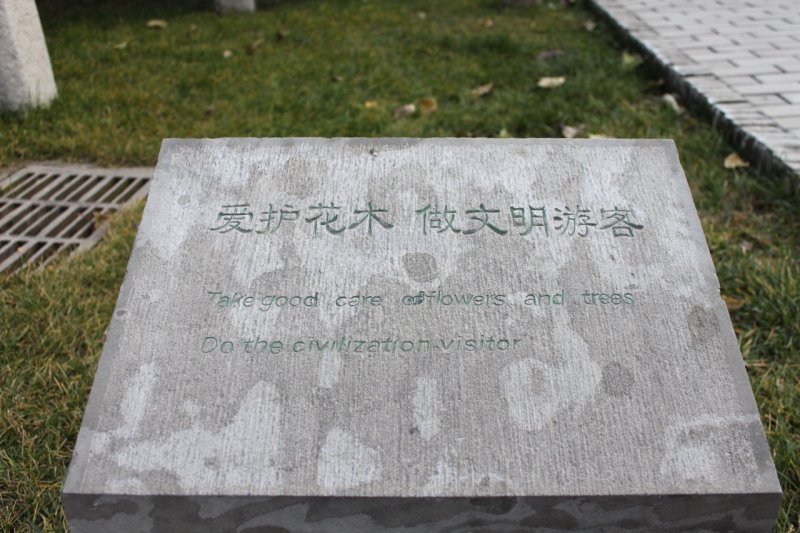 爱护花木 做文明游客
Take good care of flowers and trees
Do the civilization visitor